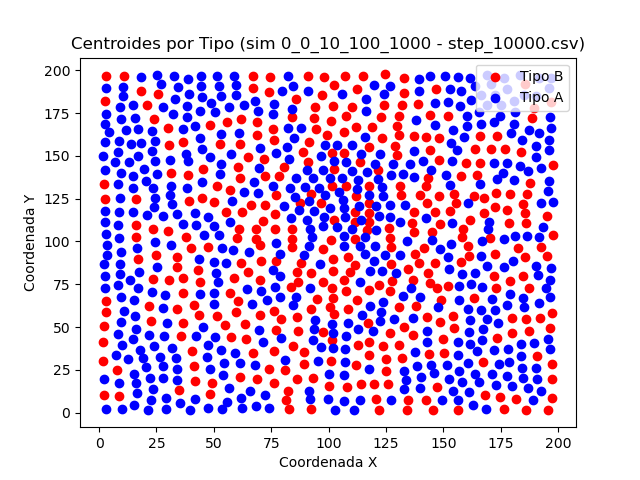 Centroides por Tipo (sim 0_0_10_100_1000 - step_10000.csv)
Tipo B
Tipo A
Coordenada Y
200
175
150
125
100
75
50
25
0
0 25 50 75 100 125 150 175 200
Coordenada X